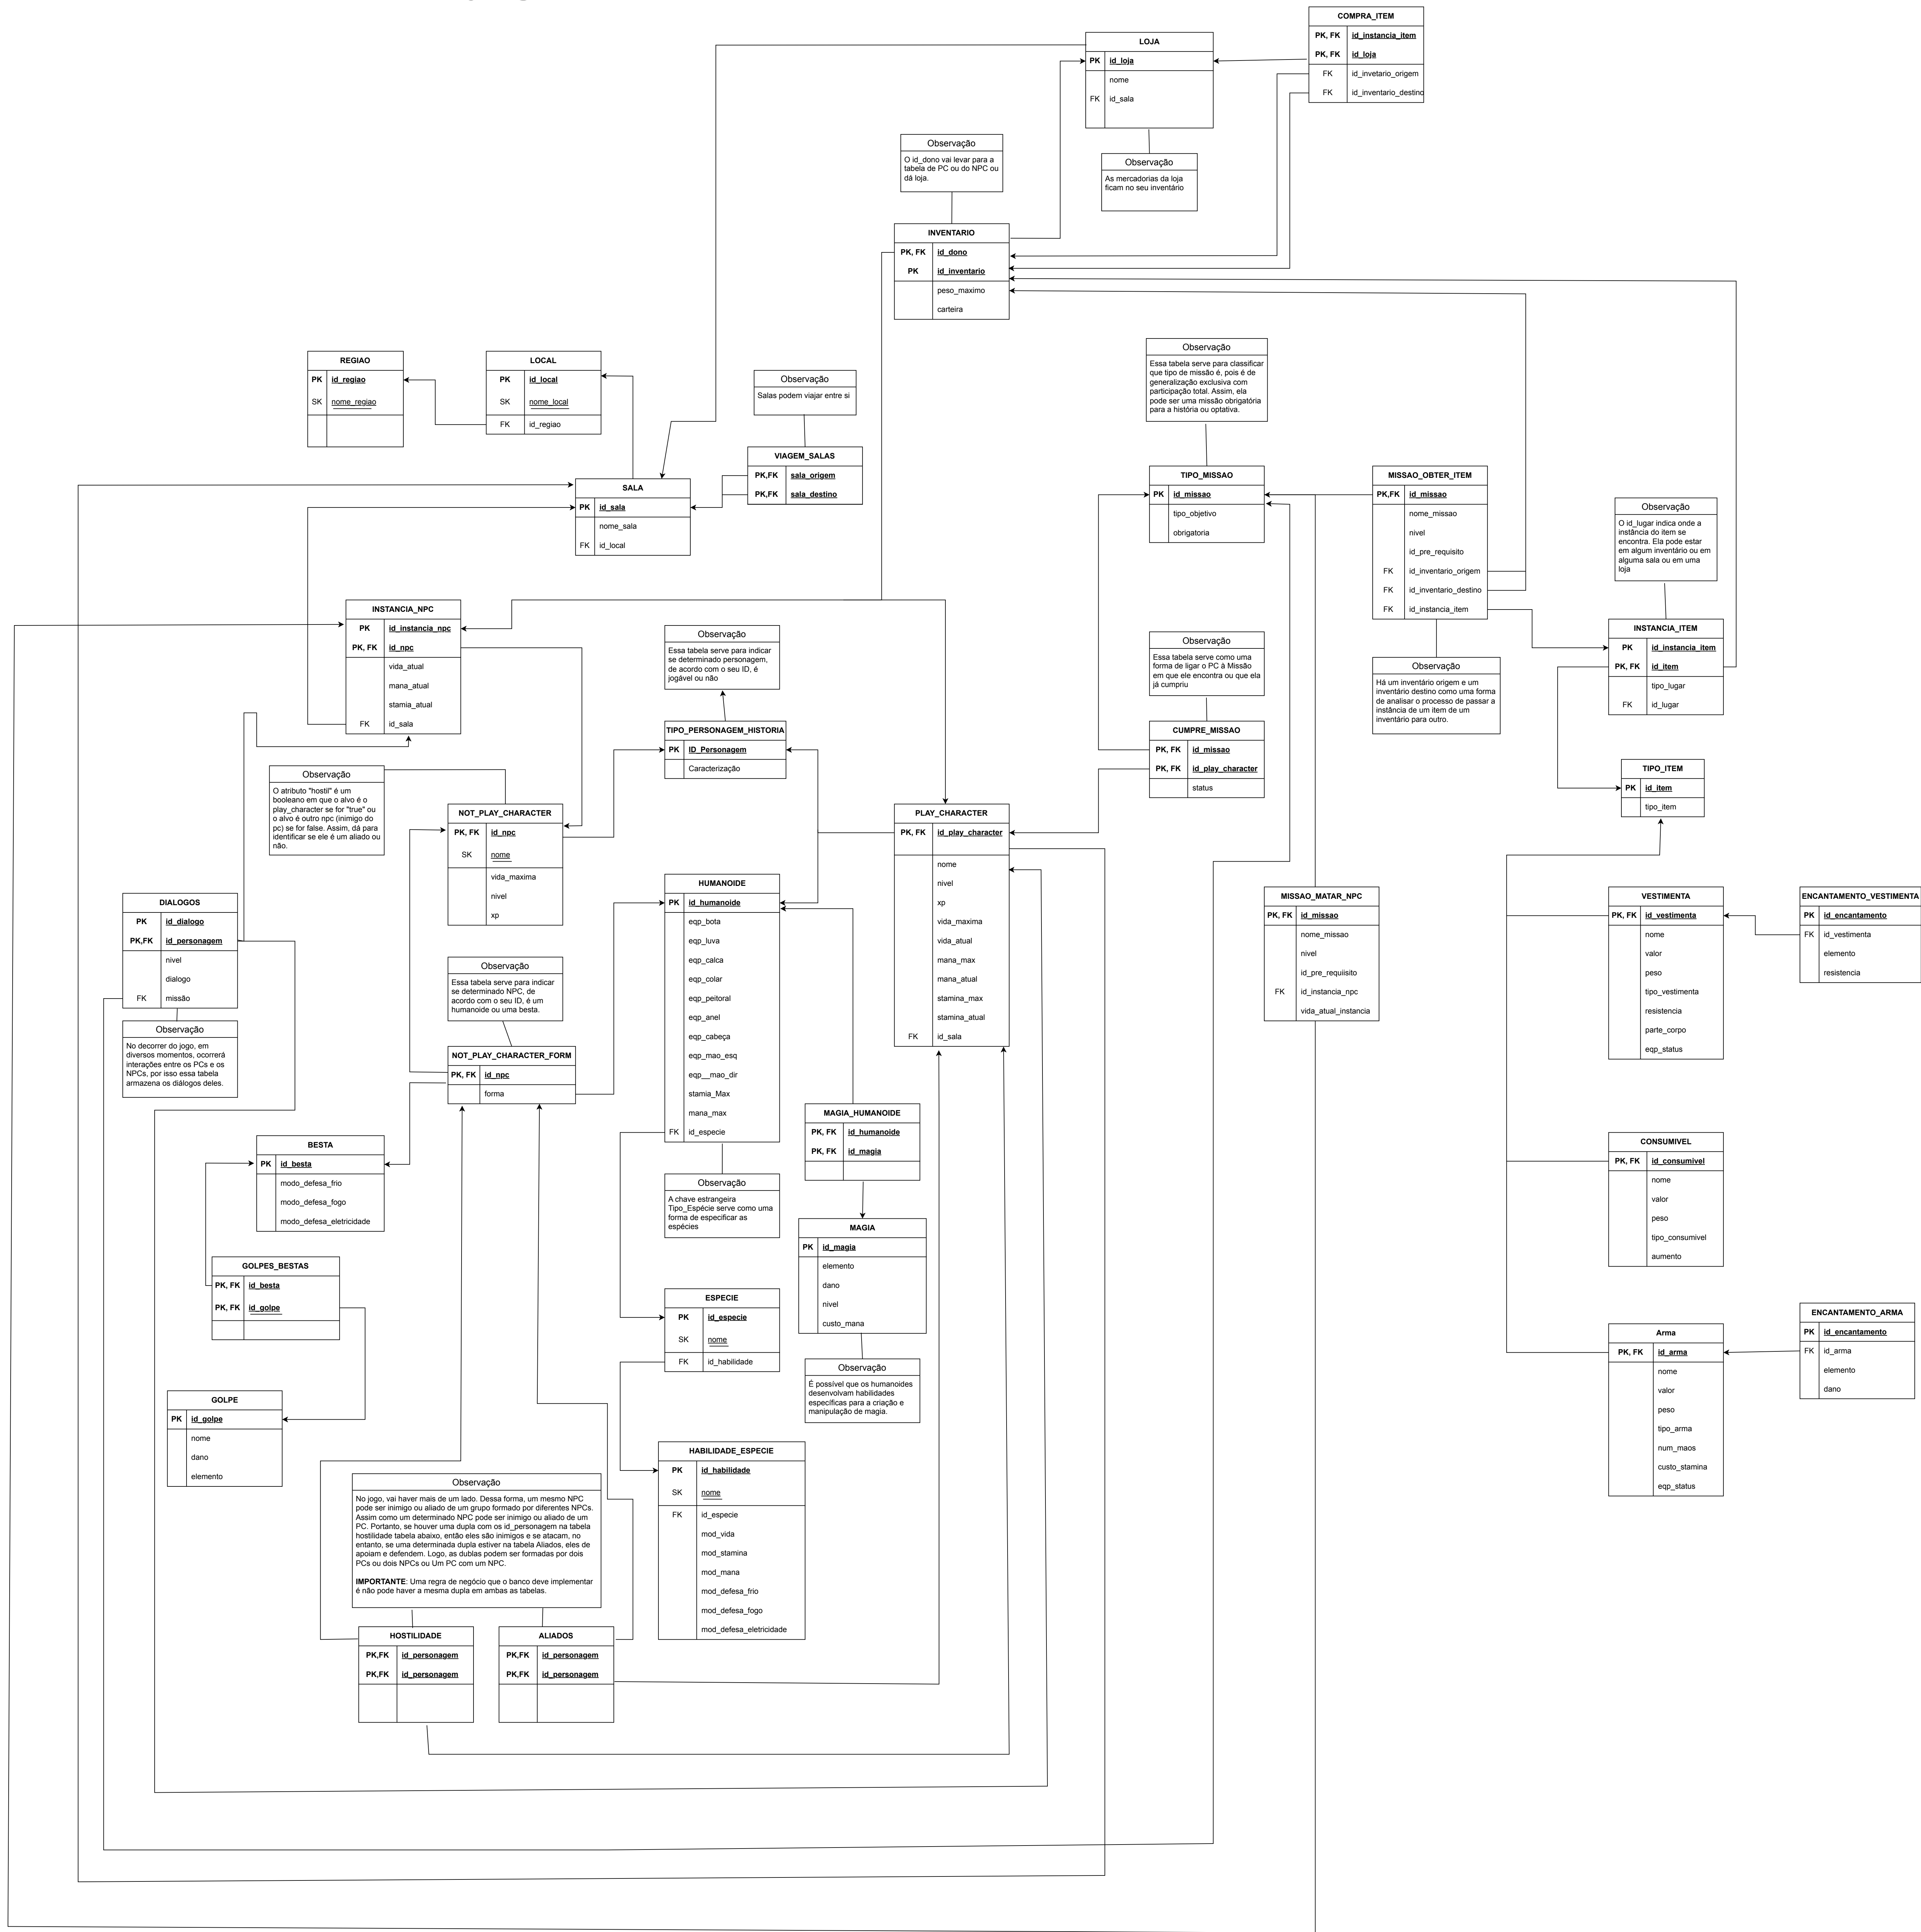 COMPRA_ITEM
PK, FK id_instancia_item
PK, FK id_loja
FK id_invetario_origem
FK id_inventario_destino
LOJA
PK id_loja
nome
FK id_sala
Observação
As mercadorias da loja
ficam no seu inventário
Observação
O id_dono vai levar para a
tabela de PC ou do NPC ou
dá loja.
INVENTARIO
PK, FK id_dono
PK id_inventario
peso_maximo
carteira
REGIAO
PK id_regiao
SK nome_regiao
LOCAL
PK id_local
SK nome_local
FK id_regiao
Observação
Salas podem viajar entre si
VIAGEM_SALAS
PK,FK sala_origem
PK,FK sala_destino
SALA
PK id_sala
nome_sala
FK id_local
Observação
Essa tabela serve para classificar
que tipo de missão é, pois é de
generalização exclusiva com
participação total. Assim, ela
pode ser uma missão obrigatória
para a história ou optativa.
TIPO_MISSAO
PK id_missao
tipo_objetivo
obrigatoria
MISSAO_OBTER_ITEM
PK,FK id_missao
nome_missao
nivel
id_pre_requisito
FK id_inventario_origem
FK id_inventario_destino
FK id_instancia_item
Observação
Há um inventário origem e um
inventário destino como uma forma
de analisar o processo de passar a
instância de um item de um
inventário para outro.
Observação
O id_lugar indica onde a
instância do item se
encontra. Ela pode estar
em algum inventário ou em
alguma sala ou em uma
loja
INSTANCIA_ITEM
PK id_instancia_item
PK, FK id_item
tipo_lugar
FK id_lugar
TIPO_ITEM
PK id_item
tipo_item
INSTANCIA_NPC
PK id_instancia_npc
PK, FK id_npc
vida_atual
mana_atual
stamia_atual
FK id_sala
Observação
Essa tabela serve para indicar
se determinado personagem,
de acordo com o seu ID, é
jogável ou não
TIPO_PERSONAGEM_HISTORIA
PK ID_Personagem
Caracterização
Observação
Essa tabela serve como uma
forma de ligar o PC à Missão
em que ele encontra ou que ela
já cumpriu
CUMPRE_MISSAO
PK, FK id_missao
PK, FK id_play_character
status
Observação
O atributo "hostil" é um
booleano em que o alvo é o
play_character se for "true" ou
o alvo é outro npc (inimigo do
pc) se for false. Assim, dá para
identificar se ele é um aliado ou
não.
NOT_PLAY_CHARACTER
PK, FK id_npc
SK nome
vida_maxima
nivel
xp
PLAY_CHARACTER
PK, FK id_play_character
nome
nivel
xp
vida_maxima
vida_atual
mana_max
mana_atual
stamina_max
stamina_atual
FK id_sala
DIALOGOS
PK id_dialogo
PK,FK id_personagem
nivel
dialogo
FK missão
Observação
No decorrer do jogo, em
diversos momentos, ocorrerá
interações entre os PCs e os
NPCs, por isso essa tabela
armazena os diálogos deles.
HUMANOIDE
PK id_humanoide
eqp_bota
eqp_luva
eqp_calca
eqp_colar
eqp_peitoral
eqp_anel
eqp_cabeça
eqp_mao_esq
eqp__mao_dir
stamia_Max
mana_max
FK id_especie
Observação
A chave estrangeira
Tipo_Espécie serve como uma
forma de especificar as
espécies
Observação
Essa tabela serve para indicar
se determinado NPC, de
acordo com o seu ID, é um
humanoide ou uma besta.
NOT_PLAY_CHARACTER_FORM
PK, FK id_npc
forma
MISSAO_MATAR_NPC
PK, FK id_missao
nome_missao
nivel
id_pre_requiisito
FK id_instancia_npc
vida_atual_instancia
VESTIMENTA
PK, FK id_vestimenta
nome
valor
peso
tipo_vestimenta
resistencia
parte_corpo
eqp_status
ENCANTAMENTO_VESTIMENTA
PK id_encantamento
FK id_vestimenta
elemento
resistencia
BESTA
PK id_besta
modo_defesa_frio
modo_defesa_fogo
modo_defesa_eletricidade
MAGIA_HUMANOIDE
PK, FK id_humanoide
PK, FK id_magia
MAGIA
PK id_magia
elemento
dano
nivel
custo_mana
Observação
É possível que os humanoides
desenvolvam habilidades
específicas para a criação e
manipulação de magia.
CONSUMIVEL
PK, FK id_consumivel
nome
valor
peso
tipo_consumivel
aumento
GOLPES_BESTAS
PK, FK id_besta
PK, FK id_golpe
ESPECIE
PK id_especie
SK nome
FK id_habilidade
Arma
PK, FK id_arma
nome
valor
peso
tipo_arma
num_maos
custo_stamina
eqp_status
ENCANTAMENTO_ARMA
PK id_encantamento
FK id_arma
elemento
dano
GOLPE
PK id_golpe
nome
dano
elemento
HABILIDADE_ESPECIE
PK id_habilidade
SK nome
FK id_especie
mod_vida
mod_stamina
mod_mana
mod_defesa_frio
mod_defesa_fogo
mod_defesa_eletricidade
Observação
No jogo, vai haver mais de um lado. Dessa forma, um mesmo NPC
pode ser inimigo ou aliado de um grupo formado por diferentes NPCs.
Assim como um determinado NPC pode ser inimigo ou aliado de um
PC. Portanto, se houver uma dupla com os id_personagem na tabela
hostilidade tabela abaixo, então eles são inimigos e se atacam, no
entanto, se uma determinada dupla estiver na tabela Aliados, eles de
apoiam e defendem. Logo, as dublas podem ser formadas por dois
PCs ou dois NPCs ou Um PC com um NPC.
IMPORTANTE: Uma regra de negócio que o banco deve implementar
é não pode haver a mesma dupla em ambas as tabelas.
HOSTILIDADE
PK,FK id_personagem
PK,FK id_personagem
ALIADOS
PK,FK id_personagem
PK,FK id_personagem